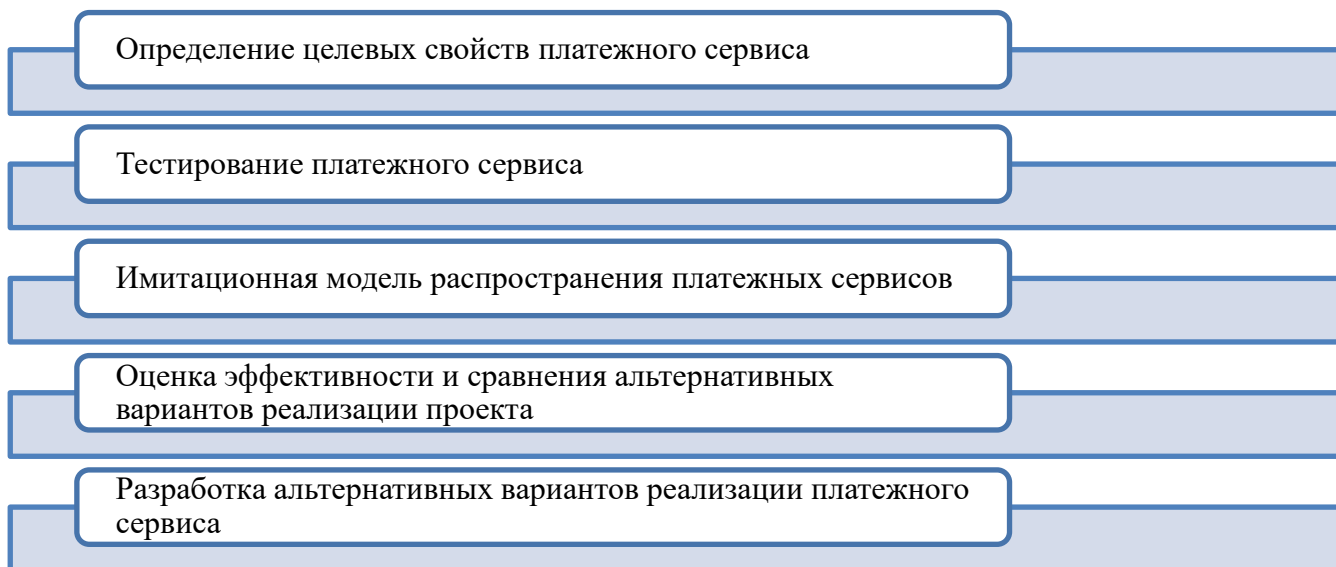 Определение целевых свойств платежного сервиса
Тестирование платежного сервиса
Имитационная модель распространения платежных сервисов
Оценка эффективности и сравнения альтернативных
вариантов реализации проекта
Разработка альтернативных вариантов реализации платежного
сервиса